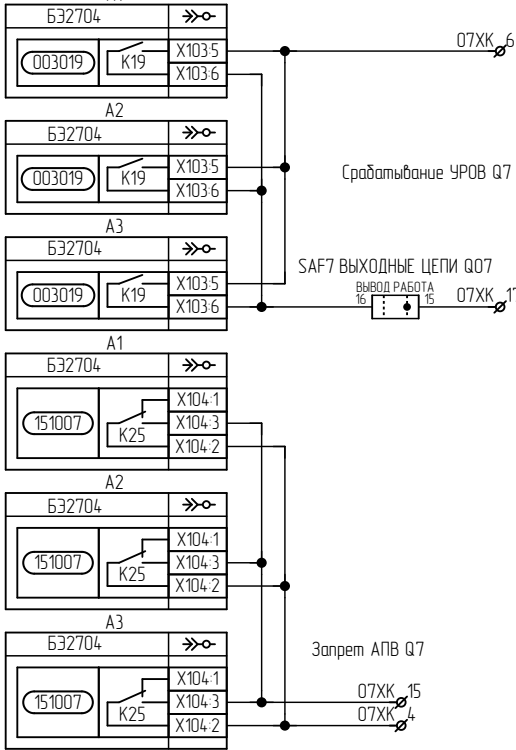 БЭ2704
003019
K19
X103:5
X103:6
07XK 6
A2
БЭ2704
003019
K19
X103:5
X103:6
Срабатывание УРОВ Q7
A3
БЭ2704
003019
K19
X103:5
X103:6
SAF7 ВЫХОДНЫЕ ЦЕПИ Q07
ВЫВОД РАБОТА
16 15
07XK 17
A1
БЭ2704
151007
K25
X104:1
X104:3
X104:2
A2
БЭ2704
151007
K25
X104:1
X104:3
X104:2
A3
БЭ2704
151007
K25
X104:1
X104:3
X104:2
Запрет АПВ Q7
07XK 15
07XK 4